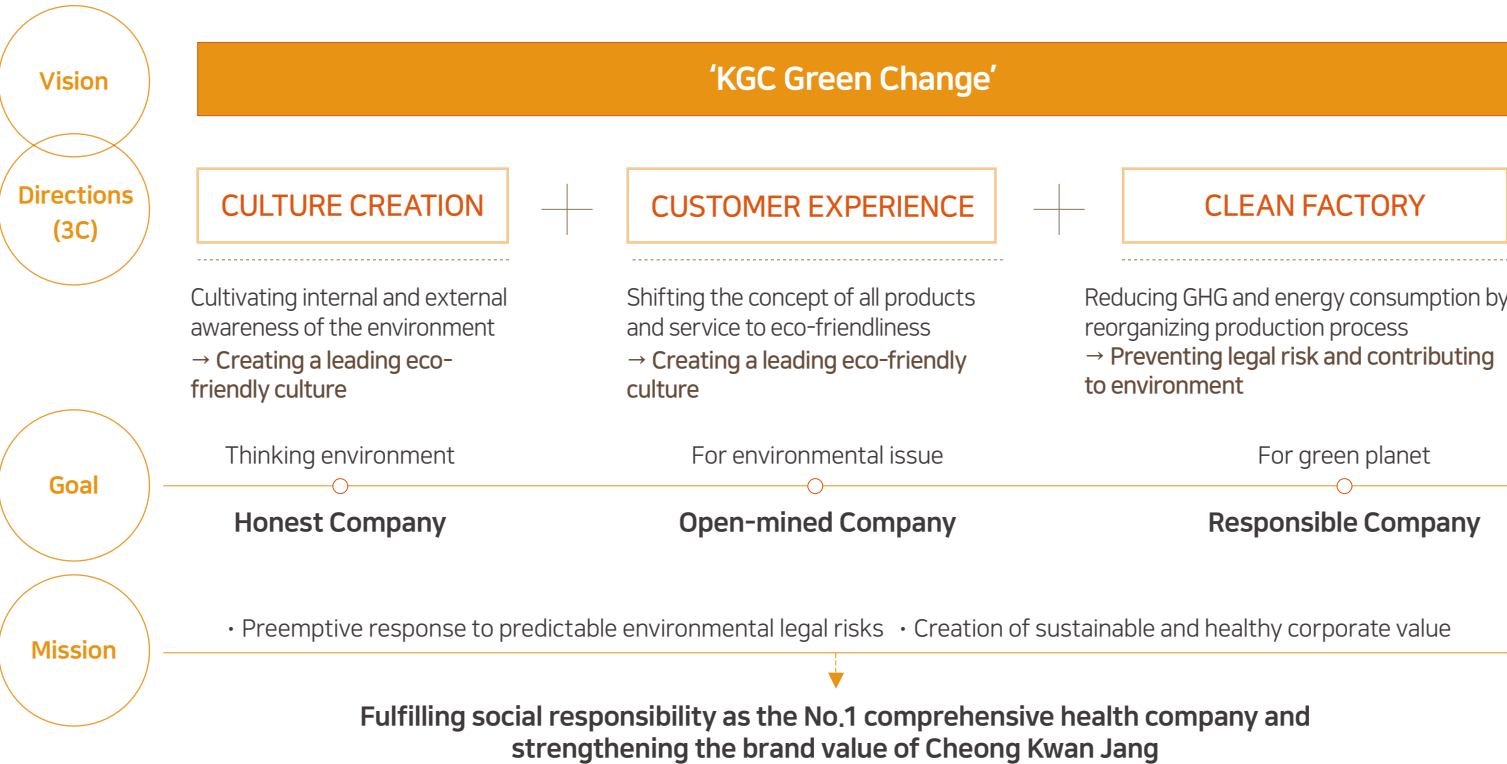 Vision
'KGC Green Change'
Directions
(3C)
CULTURE CREATION
CUSTOMER EXPERIENCE
CLEAN FACTORY
Cultivating internal and external
awareness of the environment
→ Creating a leading eco-
friendly culture
Shifting the concept of all products
and service to eco-friendliness
→ Creating a leading eco-friendly
culture
Reducing GHG and energy consumption by
reorganizing production process
→ Preventing legal risk and contributing
to environment
Goal
Thinking environment
Honest Company
For environmental issue
Open-mined Company
For green planet
Responsible Company
Mission
· Preemptive response to predictable environmental legal risks · Creation of sustainable and healthy corporate value
Fulfilling social responsibility as the No.1 comprehensive health company and
strengthening the brand value of Cheong Kwan Jang